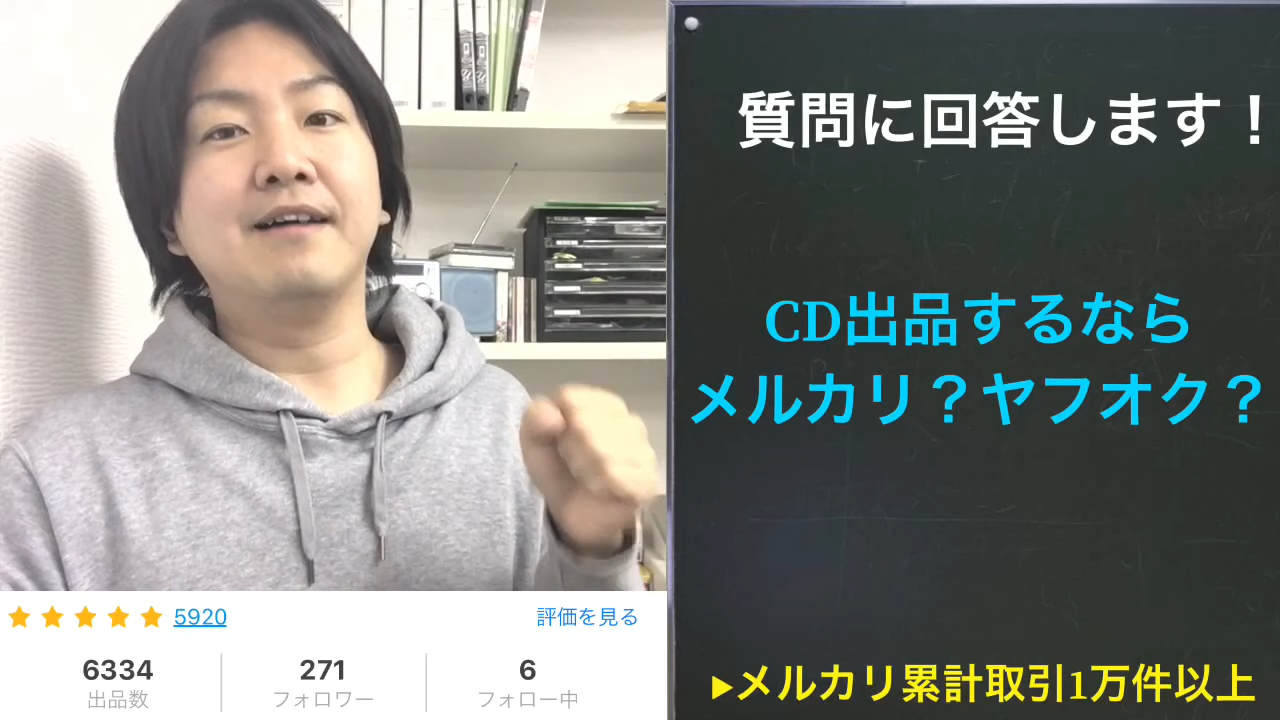 質問に回答します！
CD出品するなら
メルカリ？ヤフオク？
▶メルカリ累計取引1万件以上
5920
評価を見る
6334
271
6
出品数
フォロワー
フォロー中